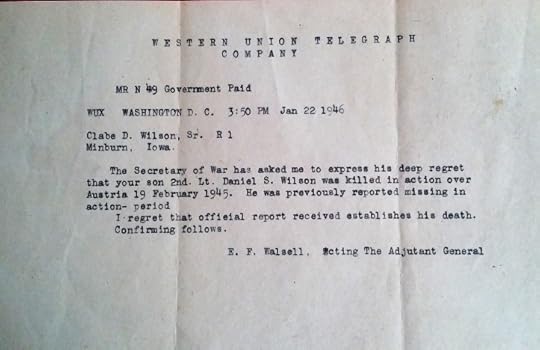 WESTERN UNION TELEGRAPH
COMPANY
MR N 49 Government Paid
WUX WASHINGTON D. C. 3:50 PM Jan 22 1946
Clabe D. Wilson, Sr. R 1
Minburn, Iowa.
The Secretary of War has asked me to express his deep regret
that your son 2nd. Lt. Daniel S. Wilson was killed in action over
Austria 19 February 1945. He was previously reported missing in
action- period
I regret that official report received establishes his death.
Confirming follows.
E. F. Walsell, Acting The Adjutant General